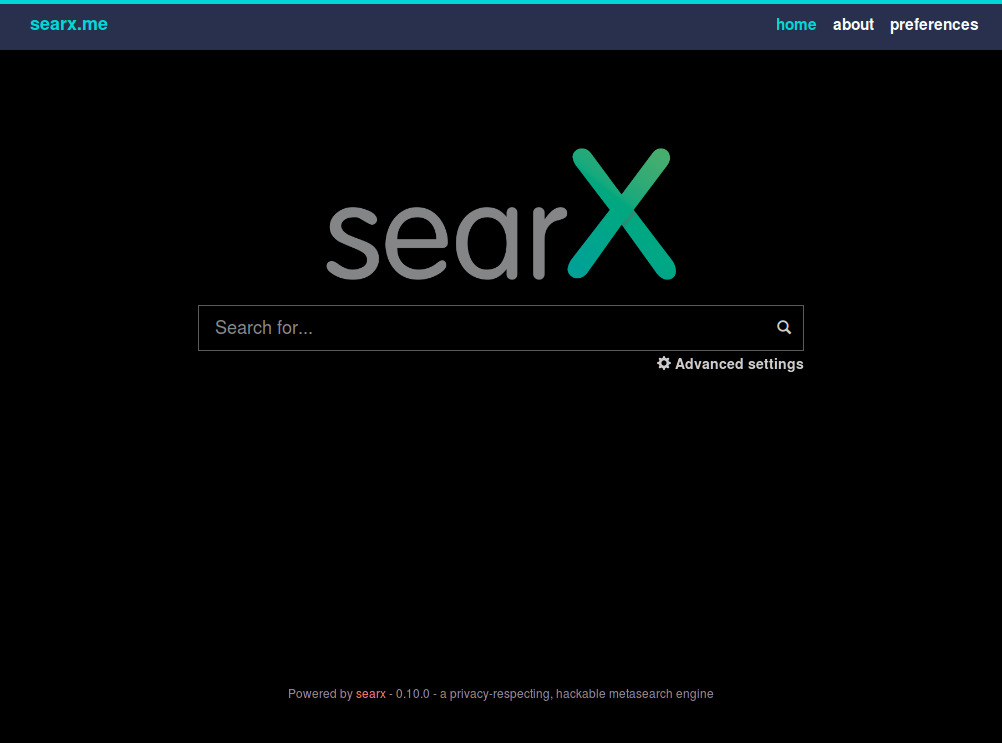 searx.me
home about preferences
searX
Search for...
Advanced settings
Powered by searx - 0.10.0 - a privacy-respecting, hackable metasearch engine